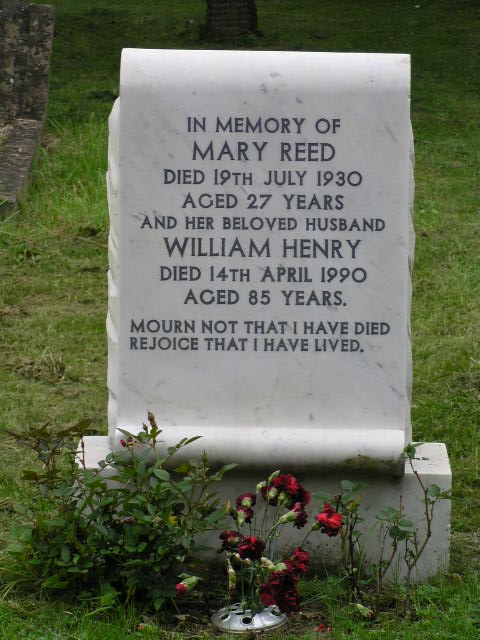 IN MEMORY OF
MARY REED
DIED 19TH JULY 1930
AGED 27 YEARS
AND HER BELOVED HUSBAND
WILLIAM HENRY
DIED 14TH APRIL 1990
AGED 85 YEARS.
MOURN NOT THAT I HAVE DIED
REJOICE THAT I HAVE LIVED.